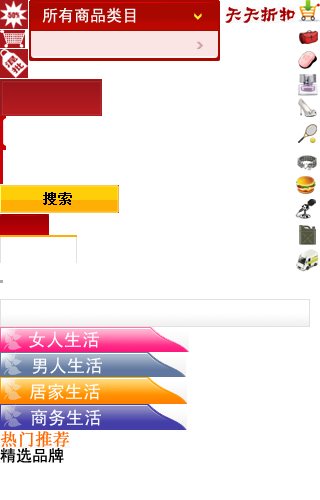 所有商品类目
天天折扣
搜索
女人生活
男人生活
居家生活
商务生活
热门推荐
精选品牌